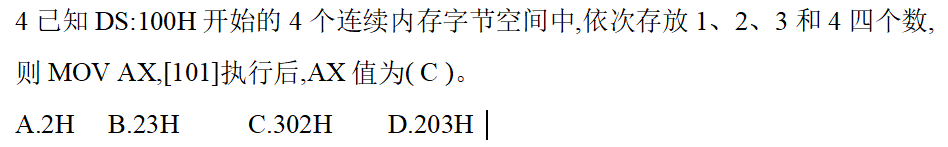 4 已知 DS:100H 开始的 4 个连续内存字节空间中,依次存放 1、2、3 和 4 四个数,
则 MOV AX,[101]执行后,AX 值为( C )。
A.2H B.23H C.302H D.203H